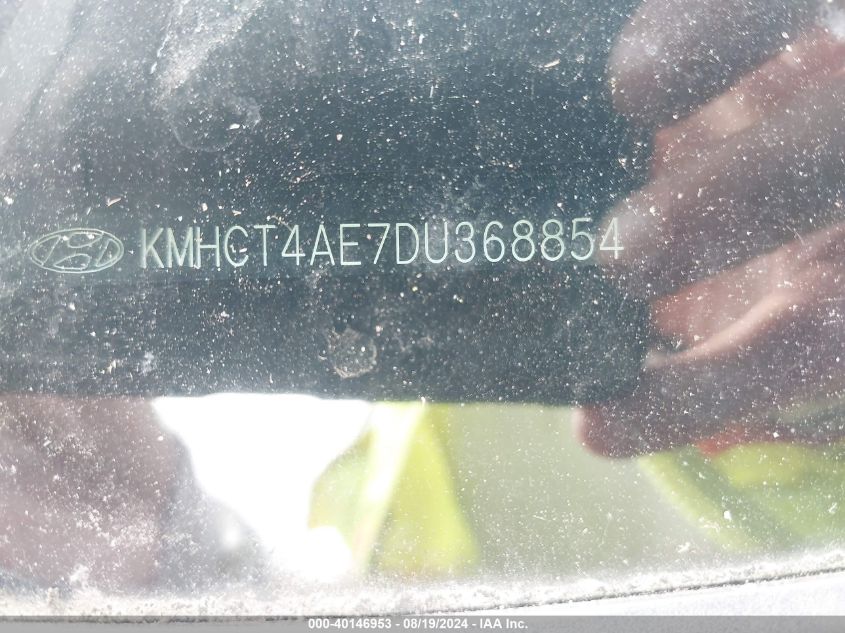 KMHCT4AE7DU368854
000-40146953 - 08/19/2024 - IAA Inc.